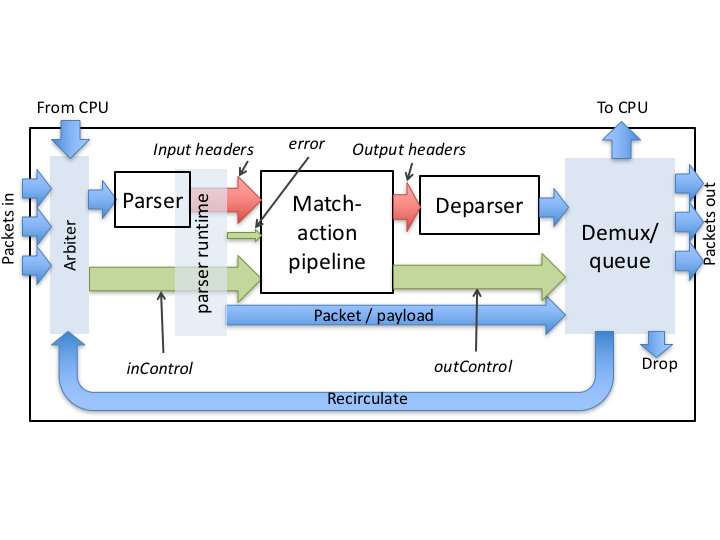 From CPU
To CPU
Input headers
error
Output headers
Packets in
Arbiter
Parser
parser runtime
Match-
action
pipeline
Deparser
Demux/
queue
Packets out
Packet / payload
inControl
outControl
Drop
Recirculate